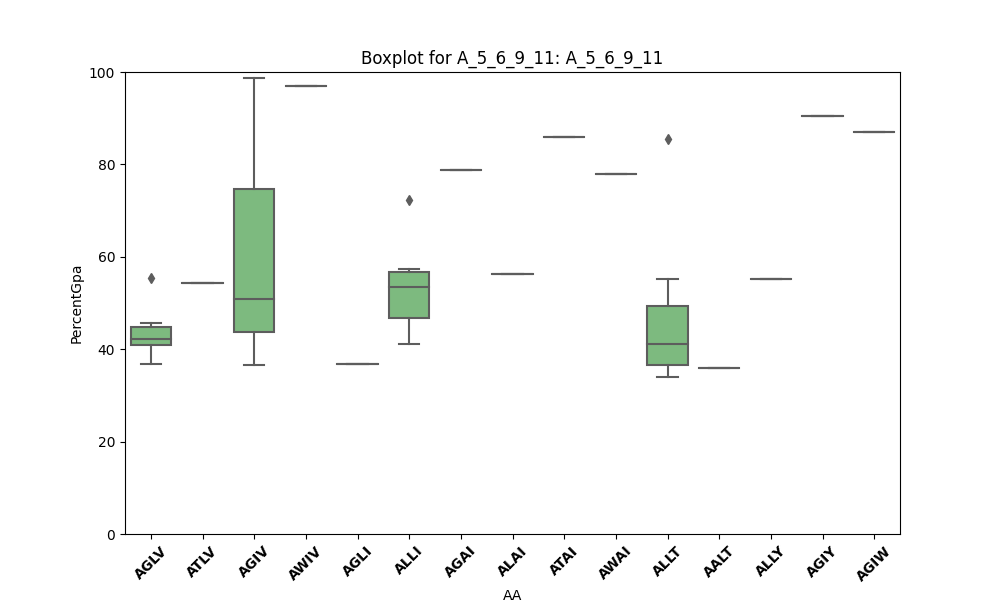 Boxplot for A_5_6_9_11: A_5_6_9_11
100
80
60
40
20
0
PercentGpa
AGLV
ATLV
AGIV
AWIV
AGLI
ALLI
AGAI
ALAI
ATAI
AWAI
ALLT
AALT
ALLY
AGIY
AGIW
AA